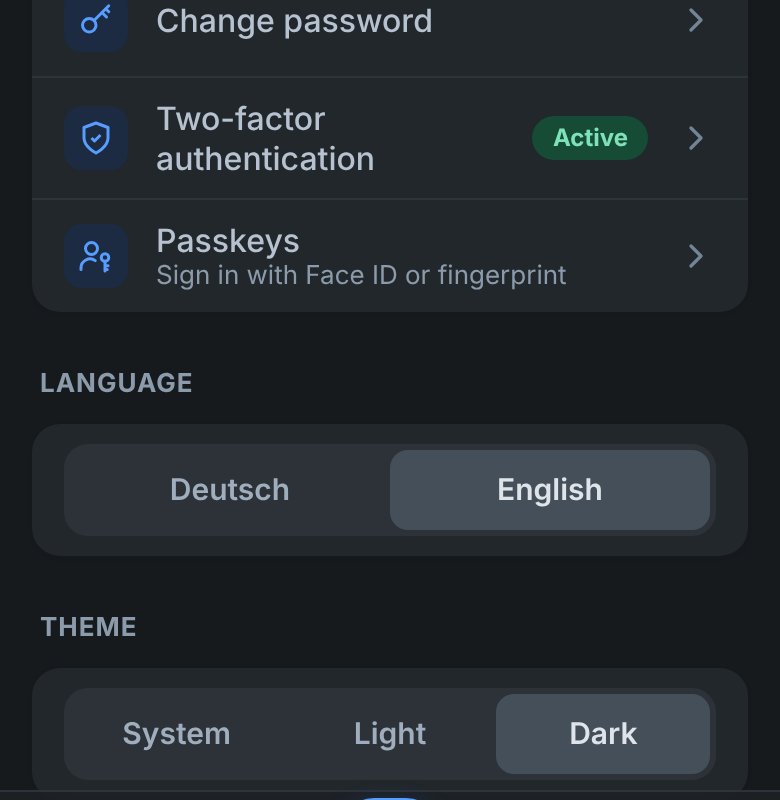 Change password
Two-factor
authentication
Active
Passkeys
Sign in with Face ID or fingerprint
LANGUAGE
Deutsch
English
THEME
System
Light
Dark